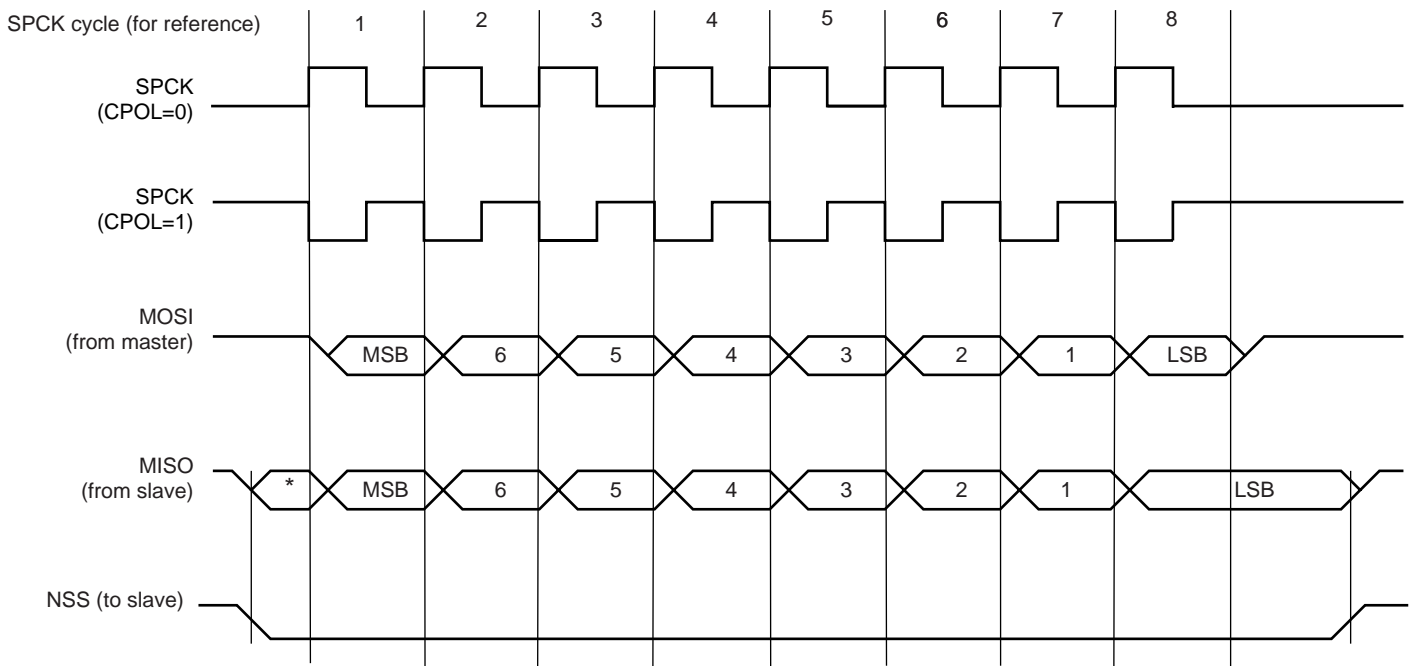 SPCK cycle (for reference) 1 2 3 4 5 6 7 8
SPCK
(CPOL=0)
SPCK
(CPOL=1)
MOSI
(from master)
MSB 6 5 4 3 2 1 LSB
MISO
(from slave)
* MSB 6 5 4 3 2 1 LSB
NSS (to slave)